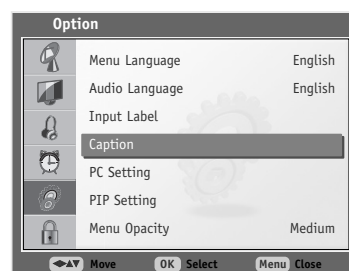 Option
Menu Language English
Audio Language English
Input Label
Caption
PC Setting
PIP Setting
Menu Opacity Medium
Move OK Select Menu Close